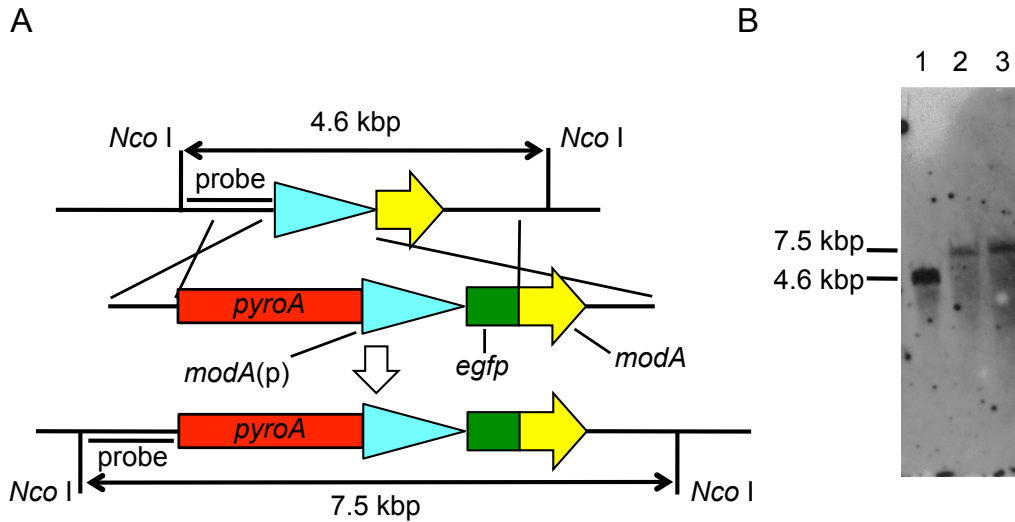 A
B
1 2 3
4.6 kbp
Nco I
Nco I
probe
7.5 kbp
4.6 kbp
pyroA
modA(p)
egfp
modA
pyroA
probe
Nco I
Nco I
7.5 kbp